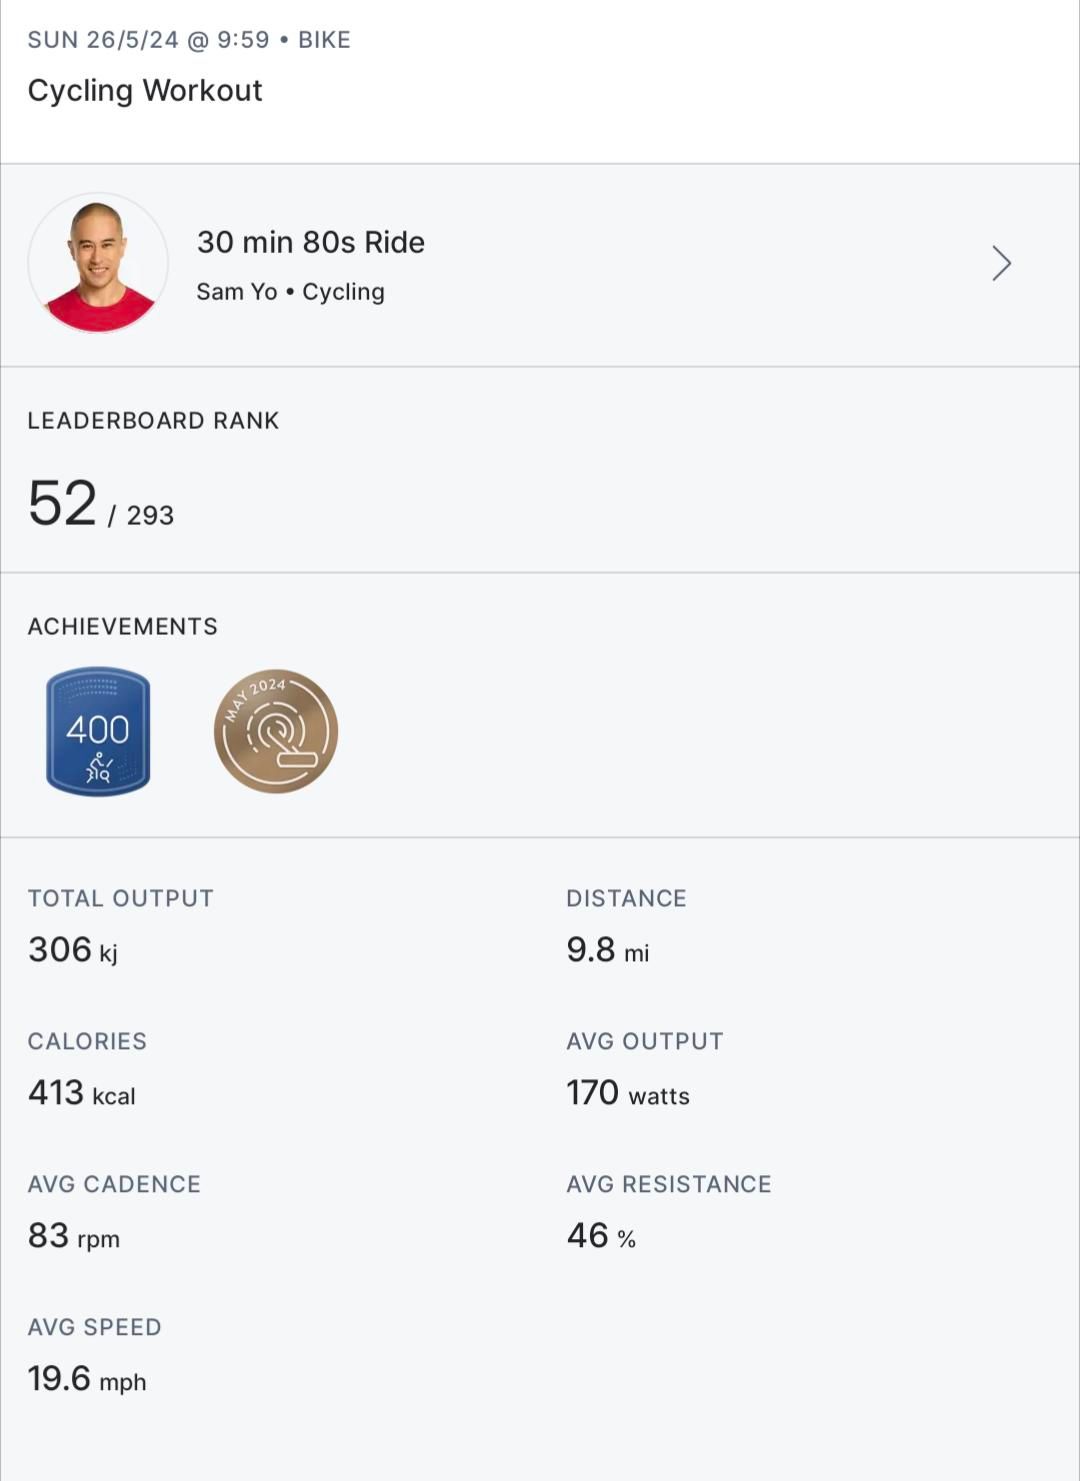 SUN 26/5/24 @ 9:59 • BIKE
Cycling Workout
30 min 80s Ride
Sam Yo • Cycling
LEADERBOARD RANK
52 / 293
ACHIEVEMENTS
400
MAY 2024
TOTAL OUTPUT
306 kj
DISTANCE
9.8 mi
CALORIES
413 kcal
AVG OUTPUT
170 watts
AVG CADENCE
83 rpm
AVG RESISTANCE
46 %
AVG SPEED
19.6 mph